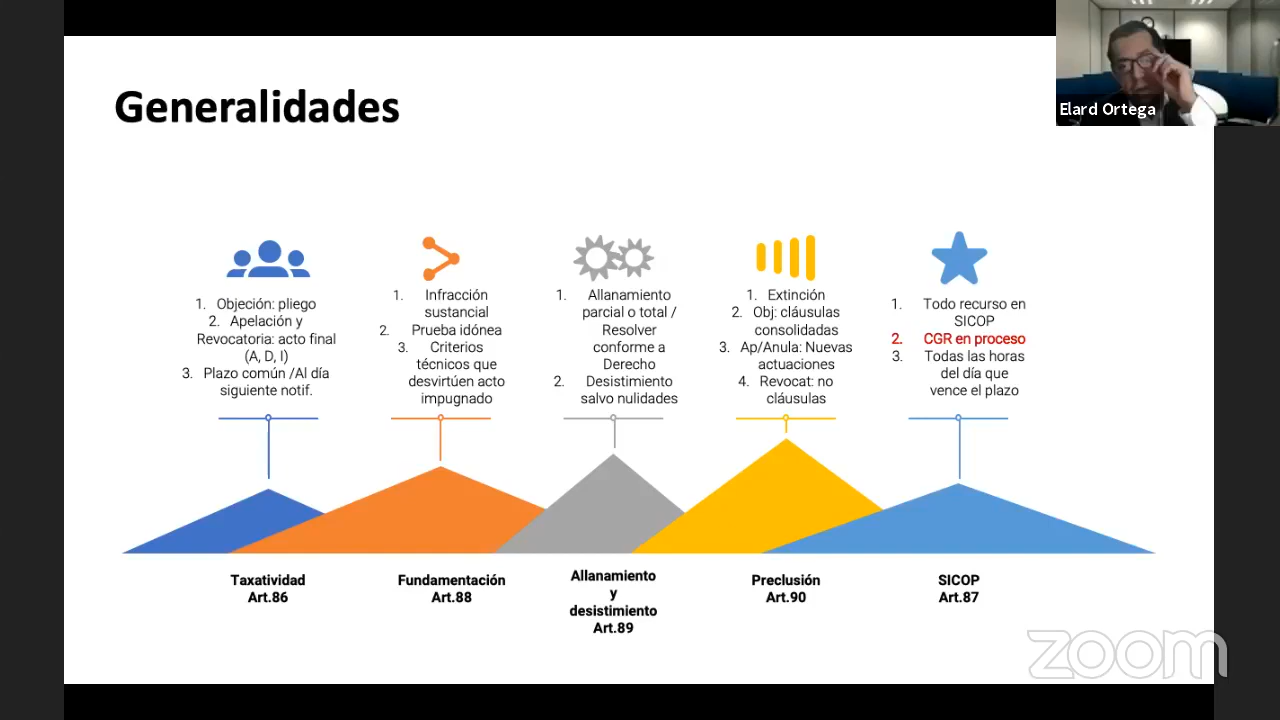 Generalidades
Elard Ortega
1. Objeción: pliego
2. Apelación y
Revocatoria: acto final
(A, D, I)
3. Plazo común /Al día
siguiente notif.
1. Infracción
sustancial
2. Prueba idónea
3. Criterios
técnicos que
desvirtúen acto
impugnado
1. Allanamiento
parcial o total /
Resolver
conforme a
Derecho
2. Desistimiento
salvo nulidades
1. Extinción
2. Obj: cláusulas
consolidadas
3. Ap/Anula: Nuevas
actuaciones
4. Revocat: no
cláusulas
1. Todo recurso en
SICOP
2. CGR en proceso
3. Todas las horas
del día que
vence el plazo
Taxatividad
Art.86
Fundamentación
Art.88
Allanamiento
y
desistimiento
Art.89
Preclusión
Art.90
SICOP
Art.87
zoom